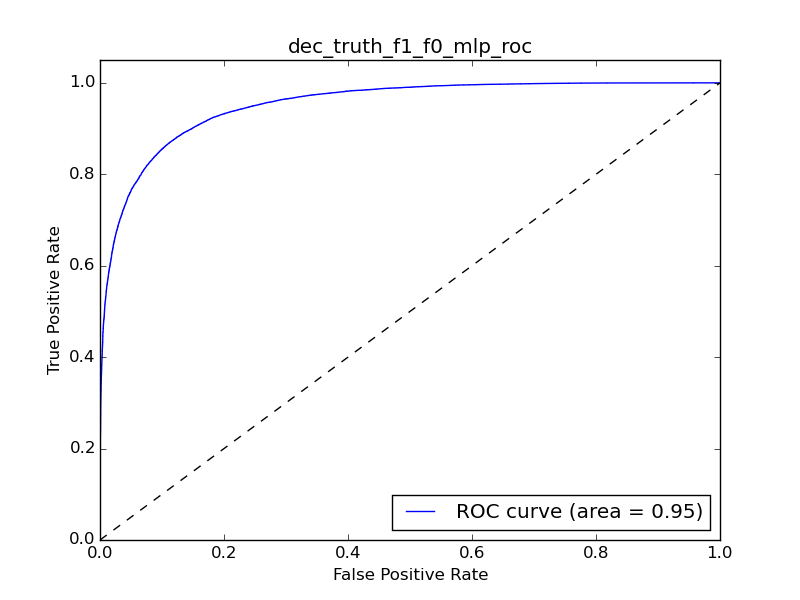 dec_truth_f1_f0_mlp_roc
1.0
0.8
0.6
0.4
0.2
0.0
True Positive Rate
ROC curve (area = 0.95)
0.0 0.2 0.4 0.6 0.8 1.0
False Positive Rate